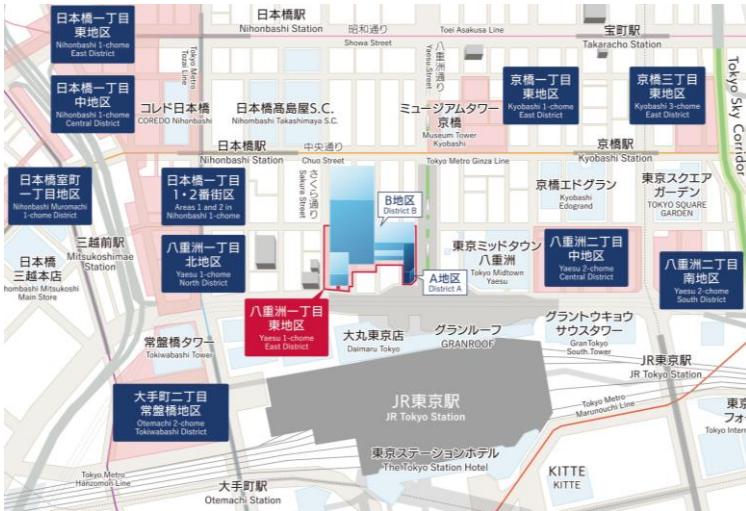 日本橋一丁目
東地区
Nihonbashi 1-chome
East District
日本橋駅
Nihonbashi Station
昭和通り
Showa Street
Toei Asakusa Line
宝町駅
Takaracho Station
日本橋一丁目
中地区
Nihonbashi 1-chome
Central District
Tokyo Metro
Tozai Line
八重洲通り
Yaesu Street
Tokyo Sky Corridor
コレド日本橋
COREDO Nihonbashi
日本橋髙島屋S.C.
Nihombashi Takashimaya S.C.
ミュージアムタワー
京橋
Museum Tower
Kyobashi
京橋一丁目
東地区
Kyobashi 1-chome
East District
京橋三丁目
東地区
Kyobashi 3-chome
East District
日本橋駅
Nihonbashi Station
中央通り
Chuo Street
Tokyo Metro Ginza Line
京橋駅
Kyobashi Station
日本橋室町
一丁目地区
Nihonbashi Muromachi
1-chome District
日本橋一丁目
1・2番街区
Areas 1 and 2 in
Nihonbashi 1-chome
さくら通り
Sakura Street
B地区
District B
京橋エドグラン
Kyobashi
Edogrand
東京スクエア
ガーデン
TOKYO SQUARE
GARDEN
三越前駅
Mitsukoshimae
Station
日本橋
三越本店
hombashi Mitsukoshi
Main Store
八重洲一丁目
北地区
Yaesu 1-chome
North District
A地区
District A
東京ミッドタウン
八重洲
Tokyo Midtown
Yaesu
八重洲二丁目
中地区
Yaesu 2-chome
Central District
八重洲二丁目
南地区
Yaesu 2-chome
South District
八重洲一丁目
東地区
Yaesu 1-chome
East District
常盤橋タワー
Tokiwabashi Tower
大丸東京店
Daimaru Tokyo
グランルーフ
GRANROOF
グラントウキョウ
サウスタワー
GranTokyo
South Tower
JR東京駅
JR Tokyo Station
大手町二丁目
常盤橋地区
Otemachi 2-chome
Tokiwabashi District
JR東京駅
JR Tokyo Station
Tokyo Metro
Marunouchi Line
東京
フォー
Tokyo Intern
東京ステーションホテル
The Tokyo Station Hotel
Tokyo Metro
Hanzomon Line
大手町駅
Otemachi Station
KITTE
KITTE